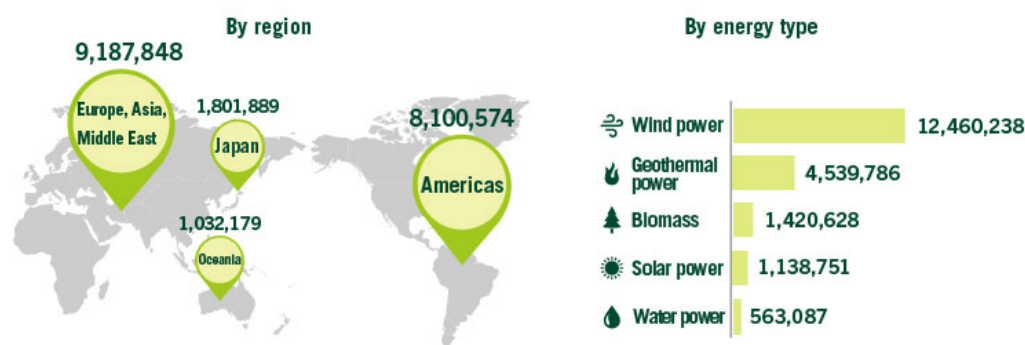 By region
9,187,848
Europe, Asia,
Middle East
1,801,889
Japan
1,032,179
Oceania
8,100,574
Americas
By energy type
Wind power 12,460,238
Geothermal
power 4,539,786
Biomass 1,420,628
Solar power 1,138,751
Water power 563,087